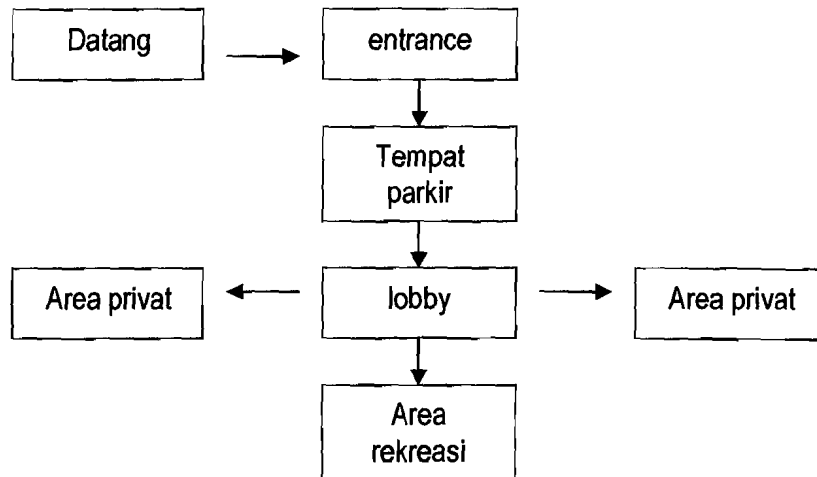 Datang
entrance
Tempat
parkir
Area privat
lobby
Area privat
Area
rekreasi